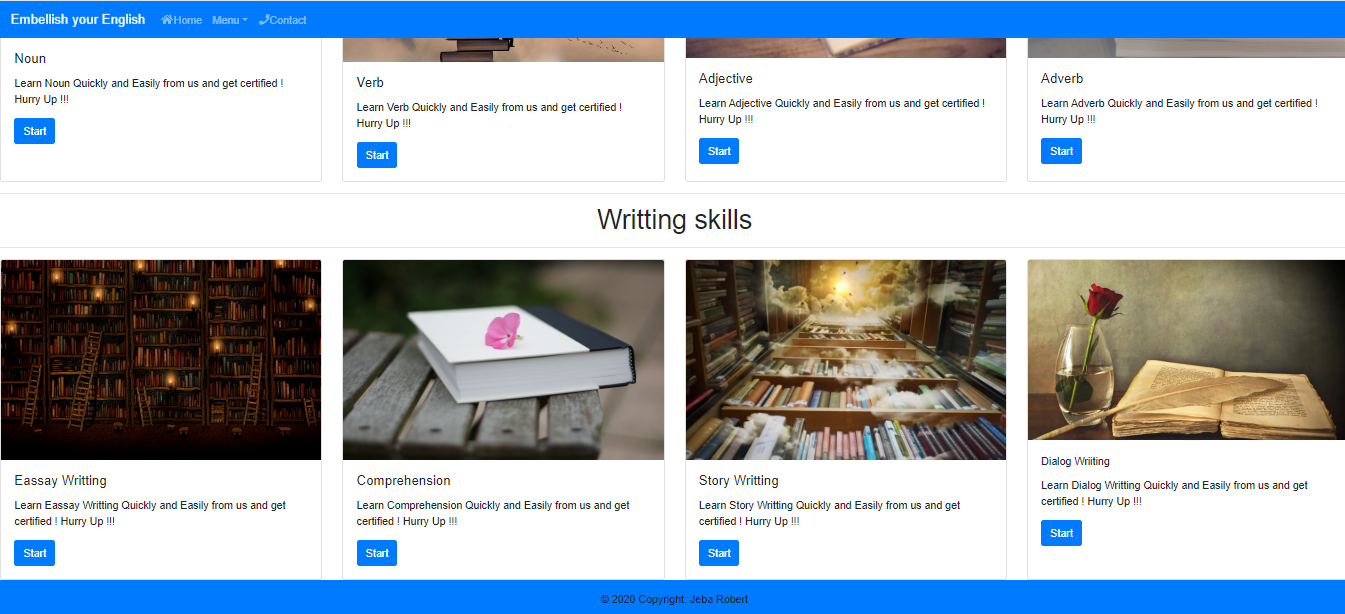 Embellish your English Home Menu Contact
Noun
Learn Noun Quickly and Easily from us and get certified !
Hurry Up !!!
Start
Verb
Learn Verb Quickly and Easily from us and get certified !
Hurry Up !!!
Start
Adjective
Learn Adjective Quickly and Easily from us and get certified !
Hurry Up !!!
Start
Adverb
Learn Adverb Quickly and Easily from us and get certified !
Hurry Up !!!
Start
Writting skills
Eassay Writting
Learn Eassay Writting Quickly and Easily from us and get
certified ! Hurry Up !!!
Start
Comprehension
Learn Comprehension Quickly and Easily from us and get
certified ! Hurry Up !!!
Start
Story Writting
Learn Story Writting Quickly and Easily from us and get
certified ! Hurry Up !!!
Start
Dialog Wriiting
Learn Dialog Writting Quickly and Easily from us and get
certified ! Hurry Up !!!
Start
© 2020 Copyright: Jeba Robert